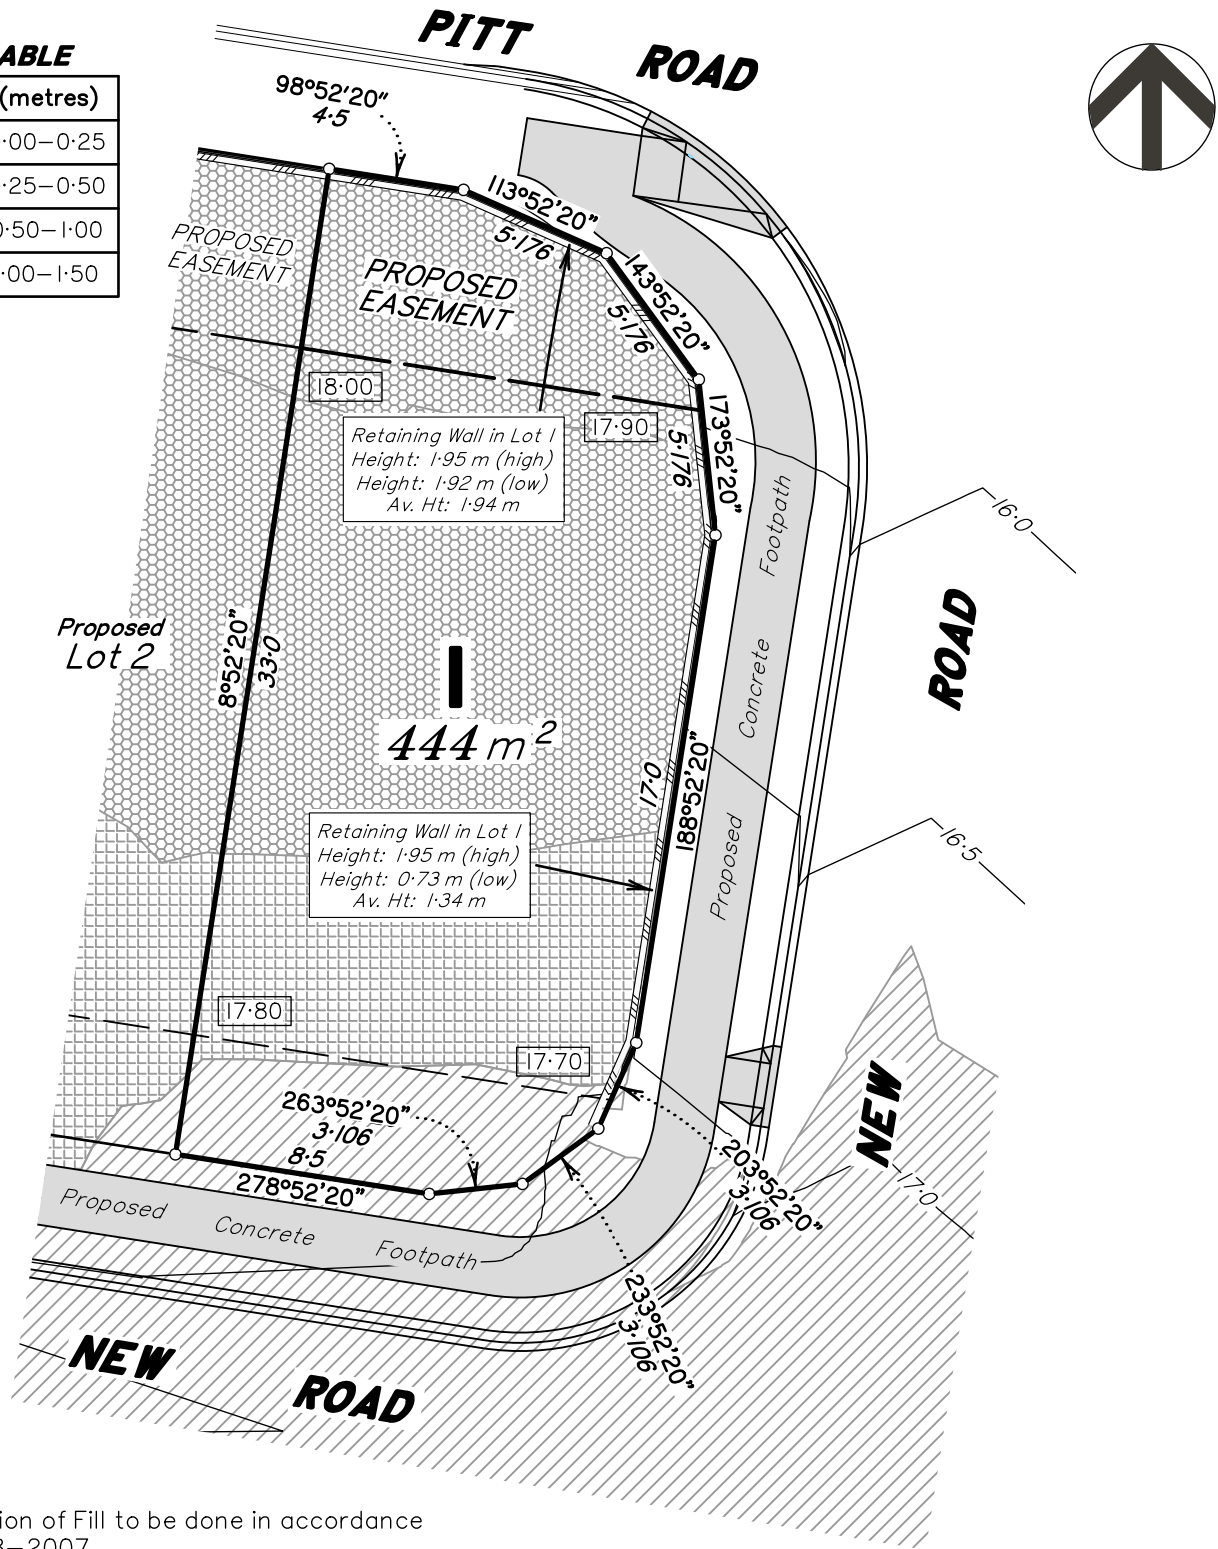 PITT ROAD
ABLE
(metres)
·00–0·25
·25–0·50
0·50–1·00
·00–1·50
98°52'20"
4·5
113°52'20"
5·176
143°52'20"
5·176
173°52'20"
5·176
PROPOSED
EASEMENT
PROPOSED
EASEMENT
18·00
17·90
Retaining Wall in Lot 1
Height: 1·95 m (high)
Height: 1·92 m (low)
Av. Ht: 1·94 m
Proposed
Lot 2
8°52'20"
33·0
1
444 m²
17·0
188°52'20"
Retaining Wall in Lot 1
Height: 1·95 m (high)
Height: 0·73 m (low)
Av. Ht: 1·34 m
Proposed Concrete Footpath
16·0
16·5
17·0
NEW ROAD
17·80
17·70
263°52'20"
3·106
8·5
278°52'20"
203°52'20"
3·106
233°52'20"
3·106
Proposed Concrete Footpath
NEW ROAD
ion of Fill to be done in accordance
8–2007